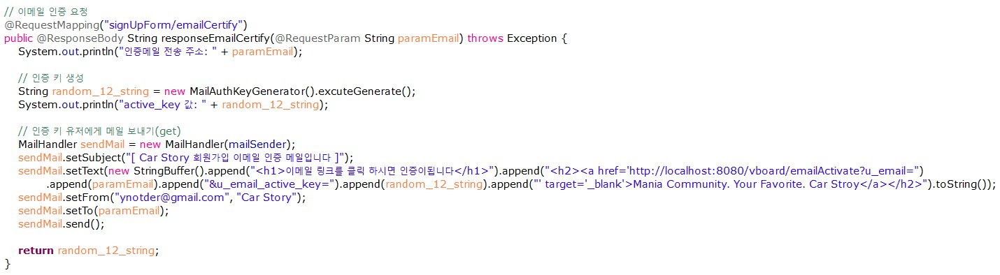 // 이메일 인증 요청
@RequestMapping("signUpForm/emailCertify")
public @ResponseBody String responseEmailCertify(@RequestParam String paramEmail) throws Exception {
System.out.println("인증메일 전송 주소: " + paramEmail);
// 인증 키 생성
String random_12_string = new MailAuthKeyGenerator().excuteGenerate();
System.out.println("active_key 값: " + random_12_string);
// 인증 키 유저에게 메일 보내기(get)
MailHandler sendMail = new MailHandler(mailSender);
sendMail.setSubject("[ Car Story 회원가입 이메일 인증 메일입니다 ]");
sendMail.setText(new StringBuffer().append("<h1>이메일 링크를 클릭 하시면 인증이됩니다</h1>").append("<h2><a href='http://localhost:8080/vboard/emailActivate?u_email=")
.append(paramEmail).append("&u_email_active_key=").append(random_12_string).append("' target='_blank'>Mania Community. Your Favorite. Car Stroy</a></h2>").toString());
sendMail.setFrom("ynotder@gmail.com", "Car Story");
sendMail.setTo(paramEmail);
sendMail.send();
return random_12_string;
}